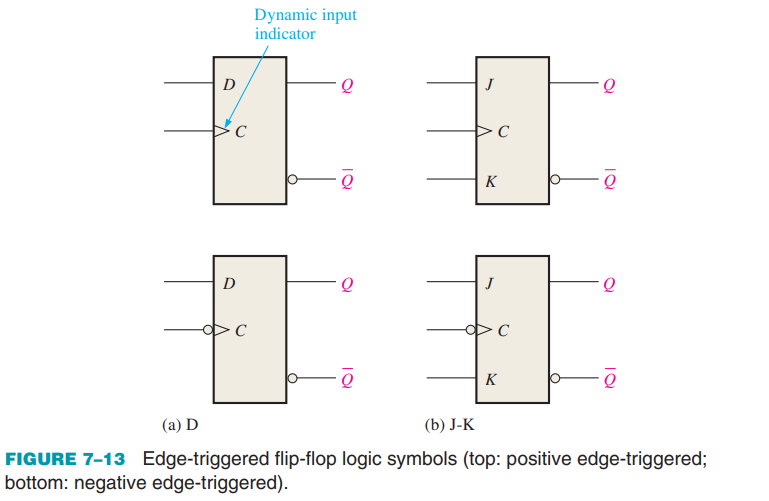 Dynamic input
indicator
D
Q
C
Q̅
J
Q
C
K
Q̅
D
Q
C
Q̅
J
Q
C
K
Q̅
(a) D
(b) J-K
FIGURE 7–13 Edge-triggered flip-flop logic symbols (top: positive edge-triggered;
bottom: negative edge-triggered).